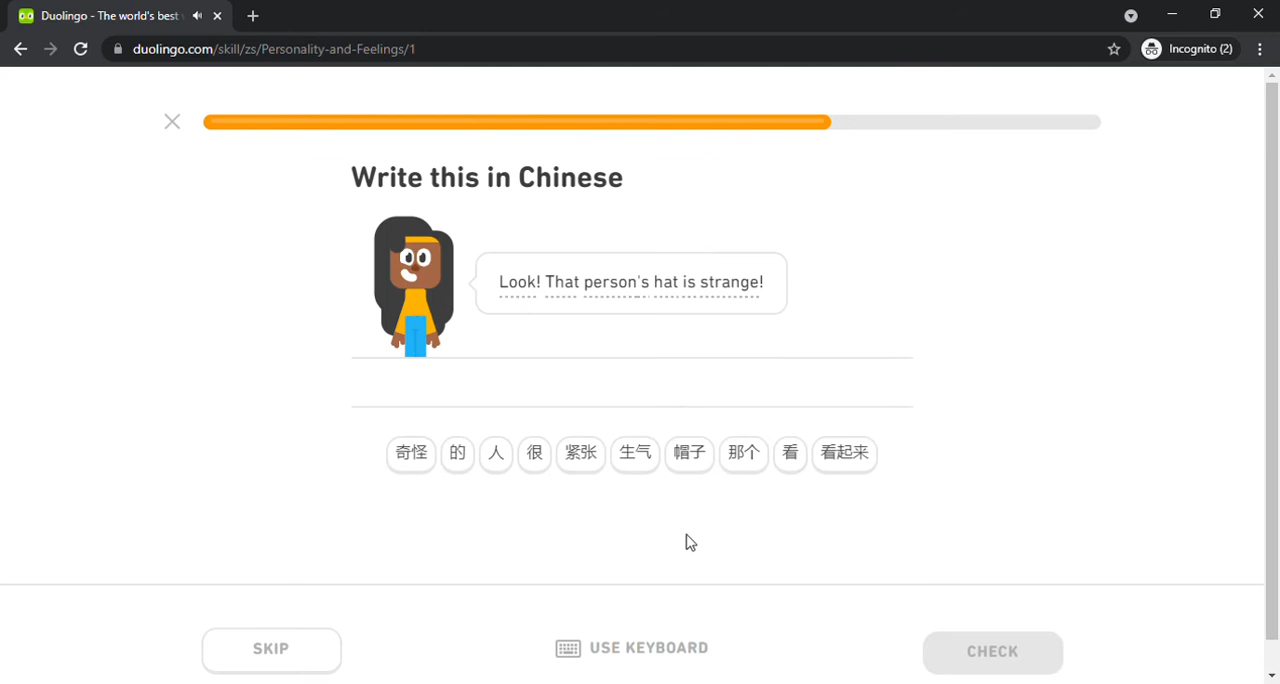 Duolingo - The world's best
duolingo.com/skill/zs/Personality-and-Feelings/1
Incognito (2)
Write this in Chinese
Look! That person's hat is strange!
奇怪 的 人 很 紧张 生气 帽子 那个 看 看起来
SKIP
USE KEYBOARD
CHECK